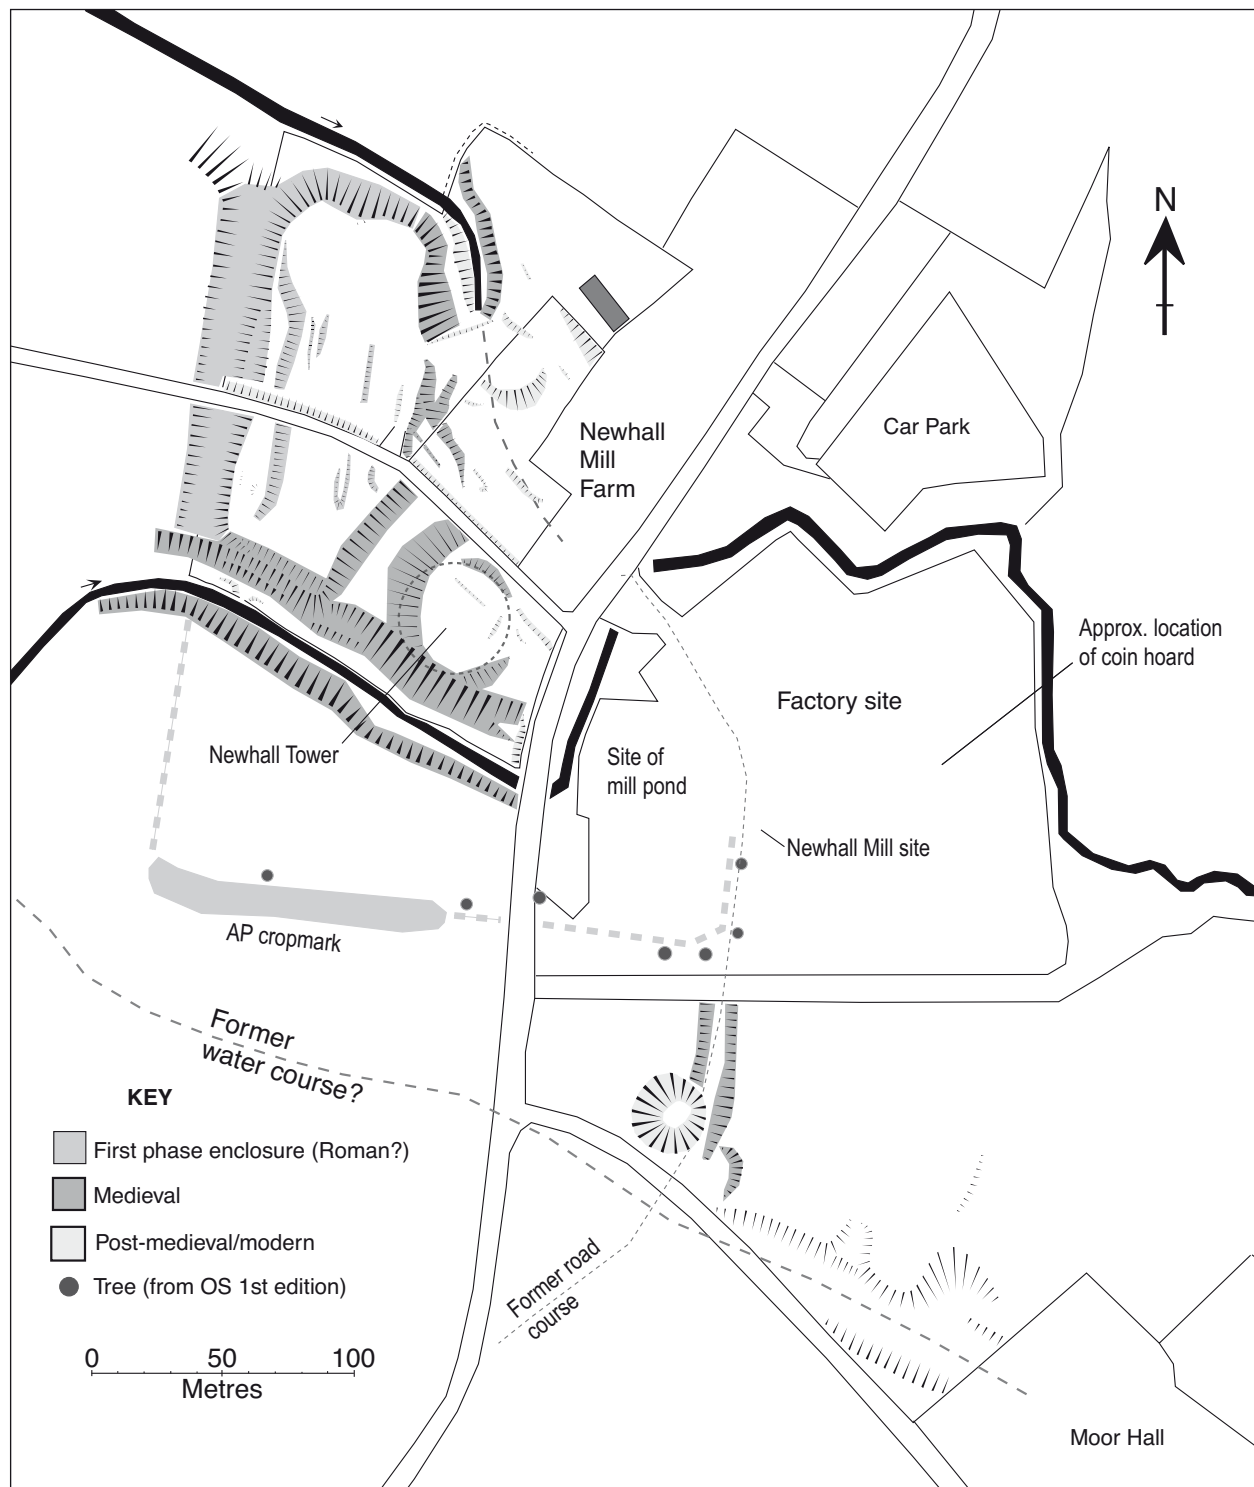 N
Car Park
Newhall
Mill
Farm
Approx. location
of coin hoard
Factory site
Newhall Tower
Site of
mill pond
Newhall Mill site
AP cropmark
Former
water course?
KEY
First phase enclosure (Roman?)
Medieval
Post-medieval/modern
Tree (from OS 1st edition)
Former road
course
0 50 100
Metres
Moor Hall